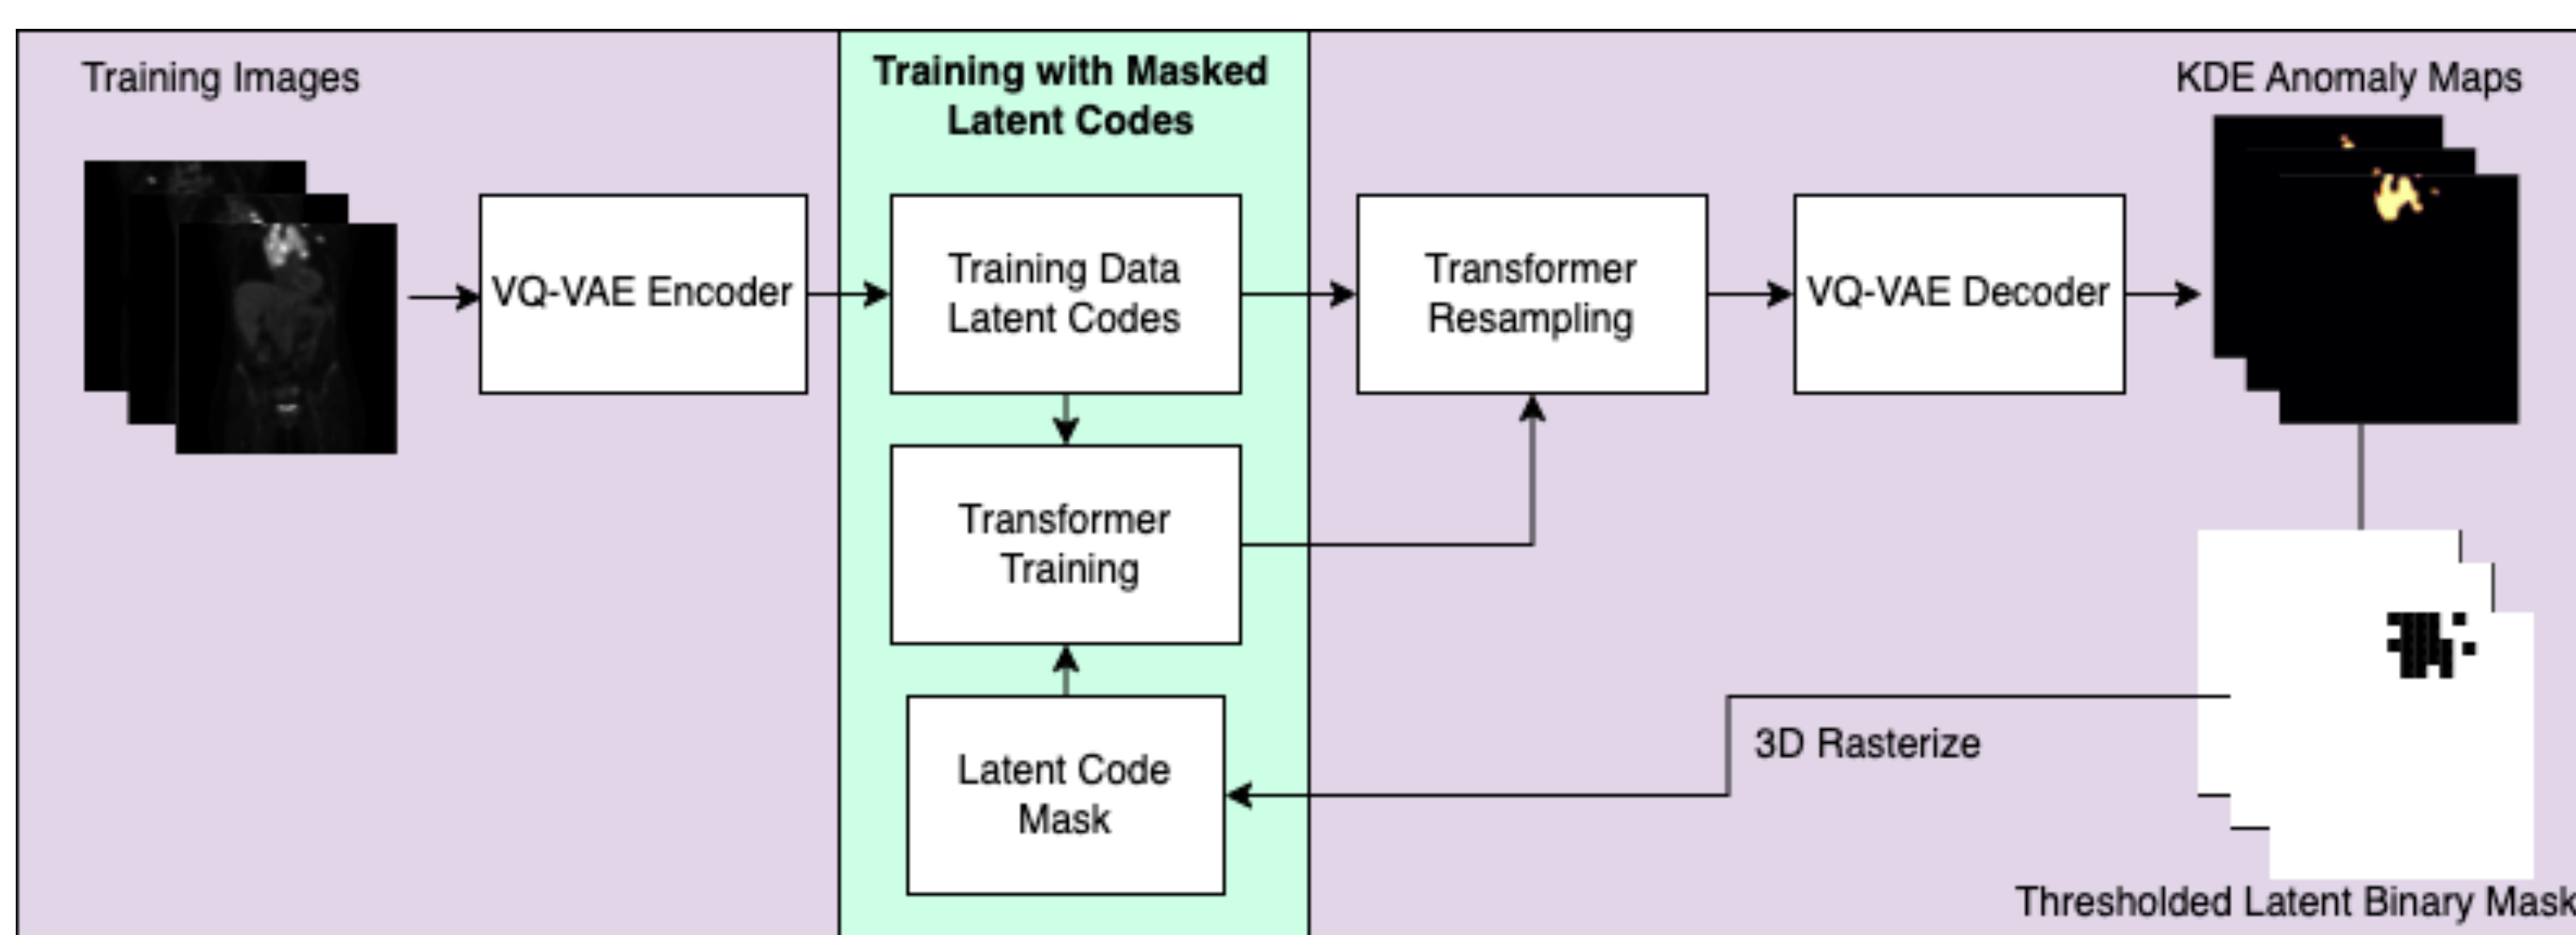 Training Images
Training with Masked
Latent Codes
KDE Anomaly Maps
VQ-VAE Encoder
Training Data
Latent Codes
Transformer
Resampling
VQ-VAE Decoder
Transformer
Training
Latent Code
Mask
3D Rasterize
Thresholded Latent Binary Mask